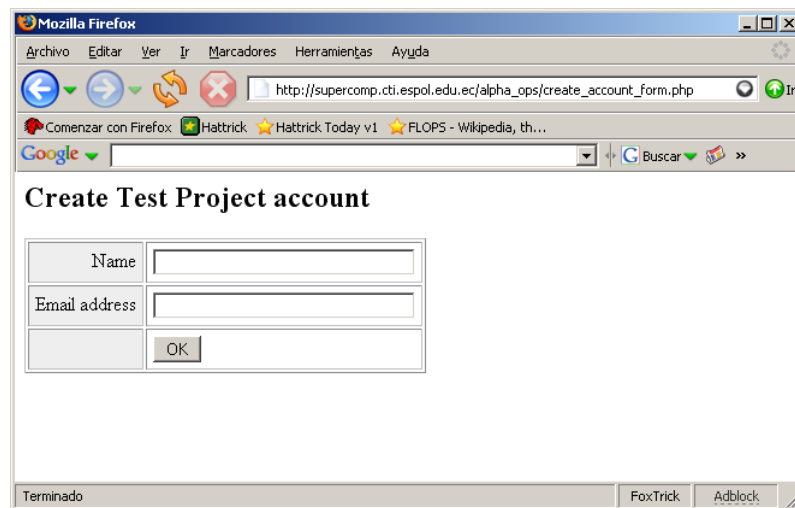 Mozilla Firefox
Archivo Editar Ver Ir Marcadores Herramientas Ayuda
http://supercomp.cti.espol.edu.ec/alpha_ops/create_account_form.php Ir
Comenzar con Firefox Hattrick Hattrick Today v1 FLOPS - Wikipedia, th...
Google G Buscar »
Create Test Project account
Name
Email address
OK
Terminado FoxTrick Adblock